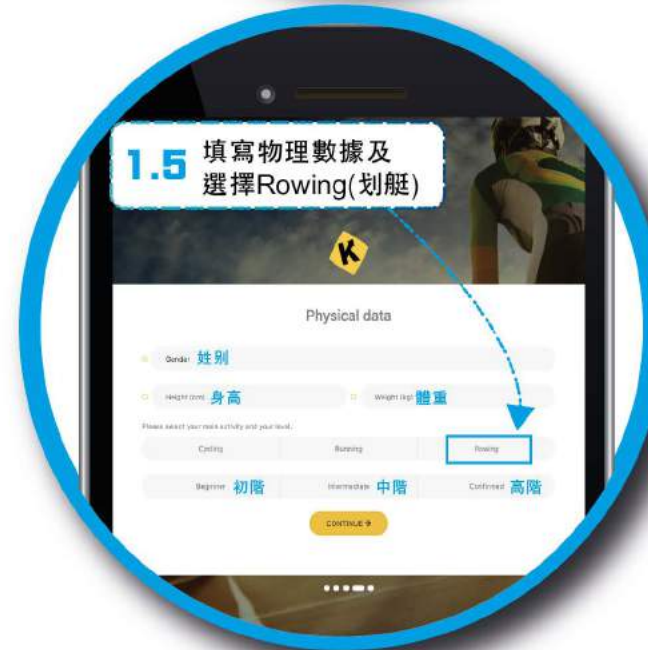 1.5
填寫物理數據及
選擇Rowing(划艇)
K
Physical data
Gender 姓别
Height (cm) 身高
Weight (kg) 體重
Please select your main activity and your level.
Cycling
Running
Rowing
Beginner 初階
Intermediate 中階
Confirmed 高階
CONTINUE →